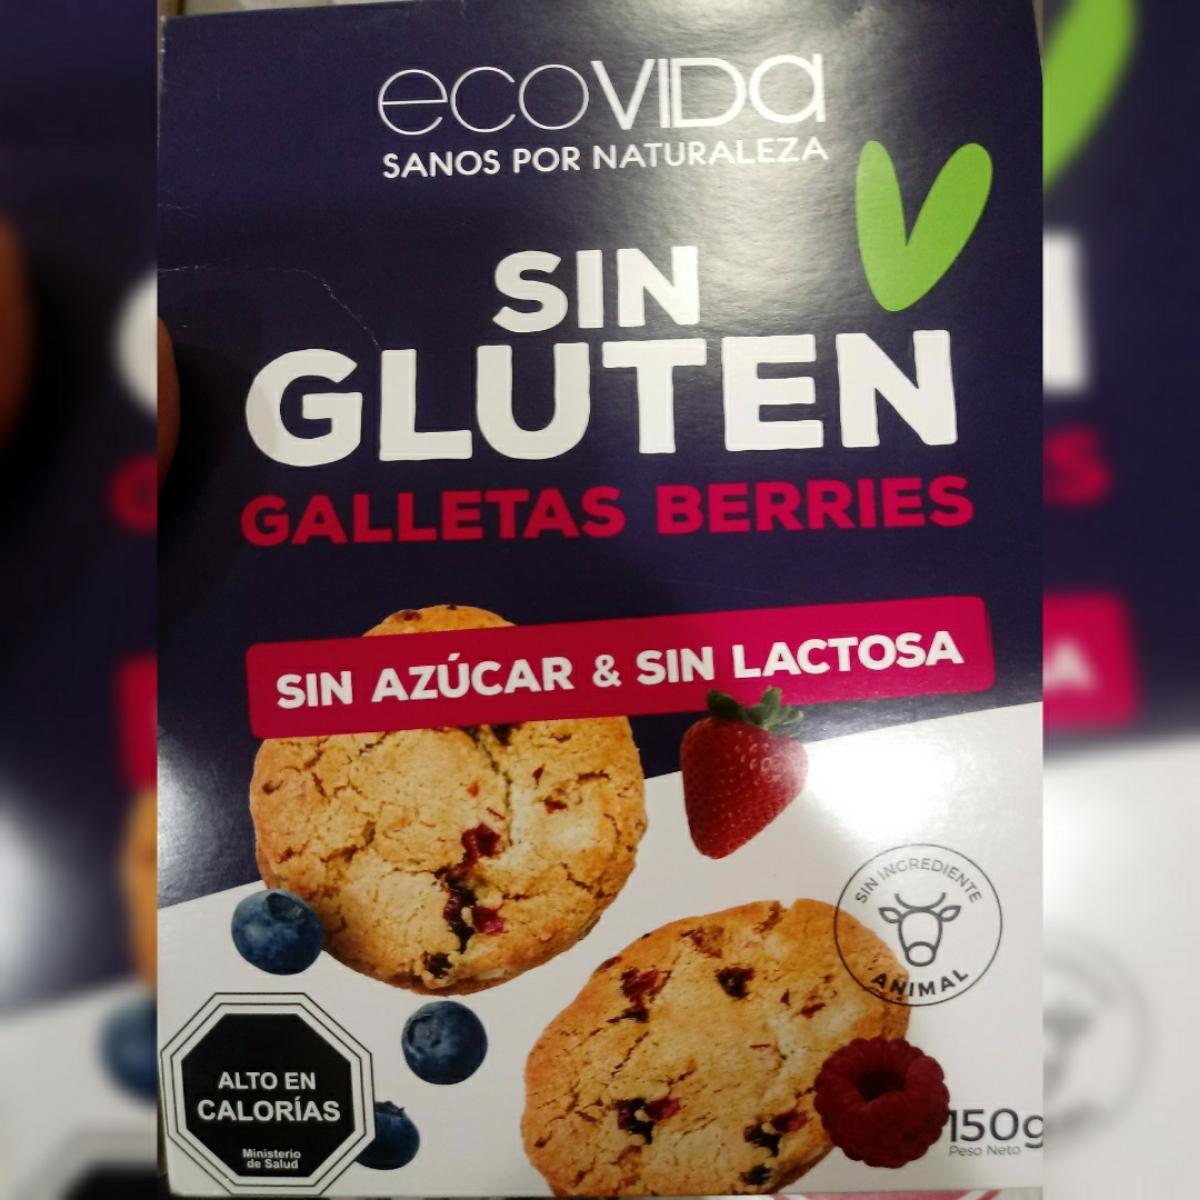 ecoVIDa
SANOS POR NATURALEZA
SIN
GLUTEN
GALLETAS BERRIES
SIN AZÚCAR & SIN LACTOSA
SIN INGREDIENTE
ANIMAL
ALTO EN
CALORÍAS
Ministerio
de Salud
150g
Peso Neto